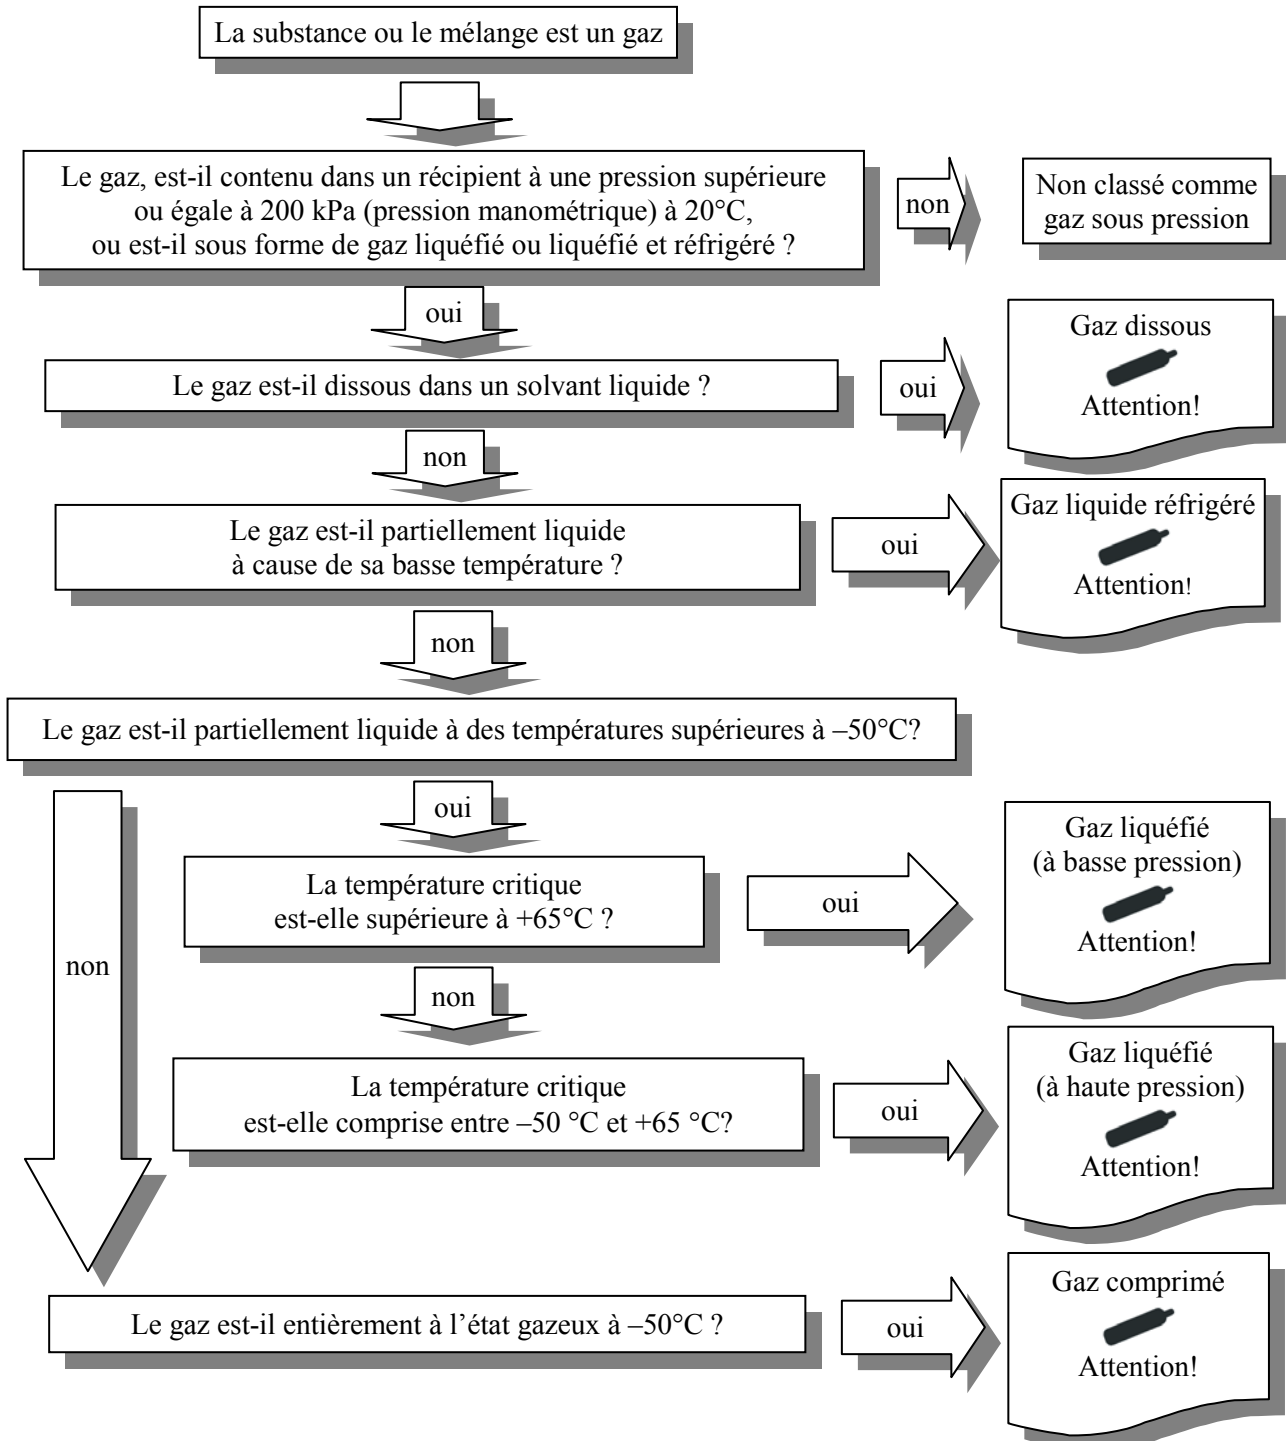 La substance ou le mélange est un gaz
Le gaz, est-il contenu dans un récipient à une pression supérieure
ou égale à 200 kPa (pression manométrique) à 20°C,
ou est-il sous forme de gaz liquéfié ou liquéfié et réfrigéré ?
non
Non classé comme
gaz sous pression
oui
Le gaz est-il dissous dans un solvant liquide ?
oui
Gaz dissous
Attention!
non
Le gaz est-il partiellement liquide
à cause de sa basse température ?
oui
Gaz liquide réfrigéré
Attention!
non
Le gaz est-il partiellement liquide à des températures supérieures à –50°C?
oui
La température critique
est-elle supérieure à +65°C ?
oui
Gaz liquéfié
(à basse pression)
Attention!
non
non
La température critique
est-elle comprise entre –50 °C et +65 °C?
oui
Gaz liquéfié
(à haute pression)
Attention!
Le gaz est-il entièrement à l’état gazeux à –50°C ?
oui
Gaz comprimé
Attention!